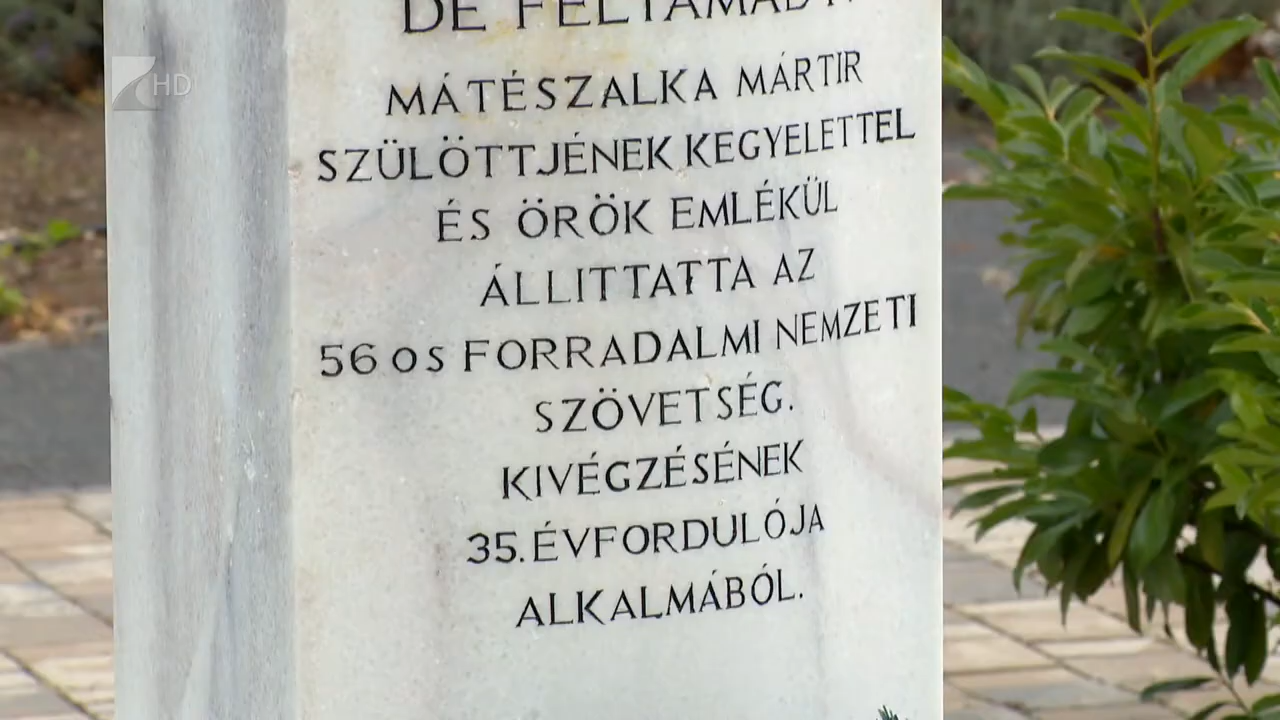 HD
MÁTÉSZALKA MÁRTIR
SZÜLÖTTJÉNEK KEGYELETTEL
ÉS ÖRÖK EMLÉKÜL
ÁLLITTATTA AZ
56 OS FORRADALMI NEMZETI
SZÖVETSÉG.
KIVÉGZÉSÉNEK
35. ÉVFORDULÓJA
ALKALMÁBÓL.